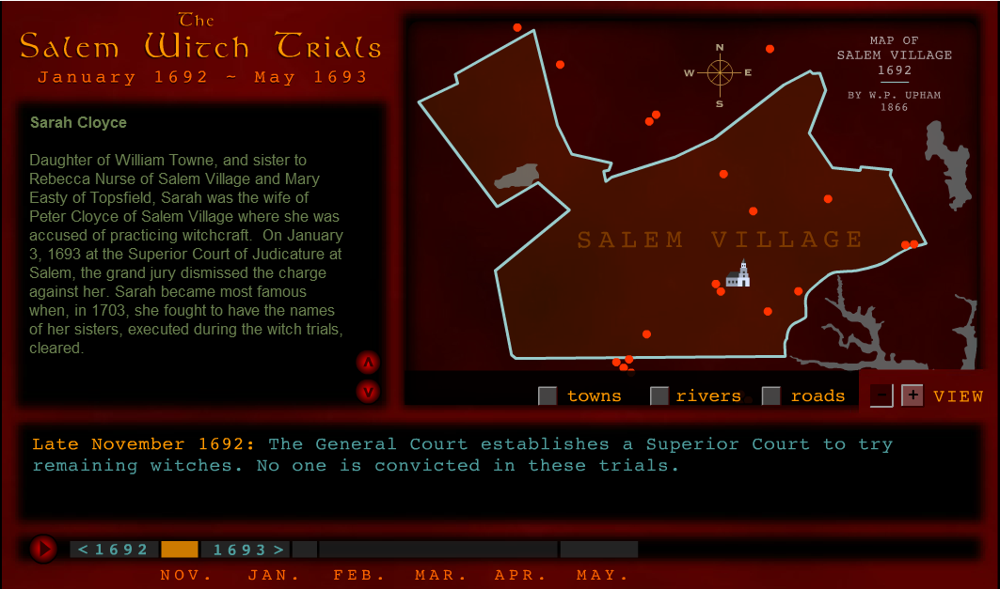 The
Salem Witch Trials
January 1692 ~ May 1693
Sarah Cloyce
Daughter of William Towne, and sister to
Rebecca Nurse of Salem Village and Mary
Easty of Topsfield, Sarah was the wife of
Peter Cloyce of Salem Village where she was
accused of practicing witchcraft.  On January
3, 1693 at the Superior Court of Judicature at
Salem, the grand jury dismissed the charge
against her. Sarah became most famous
when, in 1703, she fought to have the names
of her sisters, executed during the witch trials,
cleared.
N
W E
S
MAP OF
SALEM VILLAGE
1692
BY W.P. UPHAM
1866
SALEM VILLAGE
towns rivers roads - + VIEW
Late November 1692: The General Court establishes a Superior Court to try
remaining witches. No one is convicted in these trials.
<1692 1693>
NOV. JAN. FEB. MAR. APR. MAY.